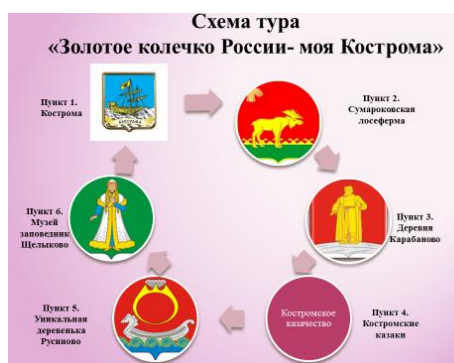 Схема тура
«Золотое колечко России- моя Кострома»
Пункт 1.
Кострома
КОСТРОМА
Пункт 2.
Сумароковская
лосеферма
Пункт 3.
Деревня
Карабаново
Пункт 4.
Костромские
казаки
Костромское
казачество
Пункт 5.
Уникальная
деревенька
Русиново
Пункт 6.
Музей
заповедник
Щелыково